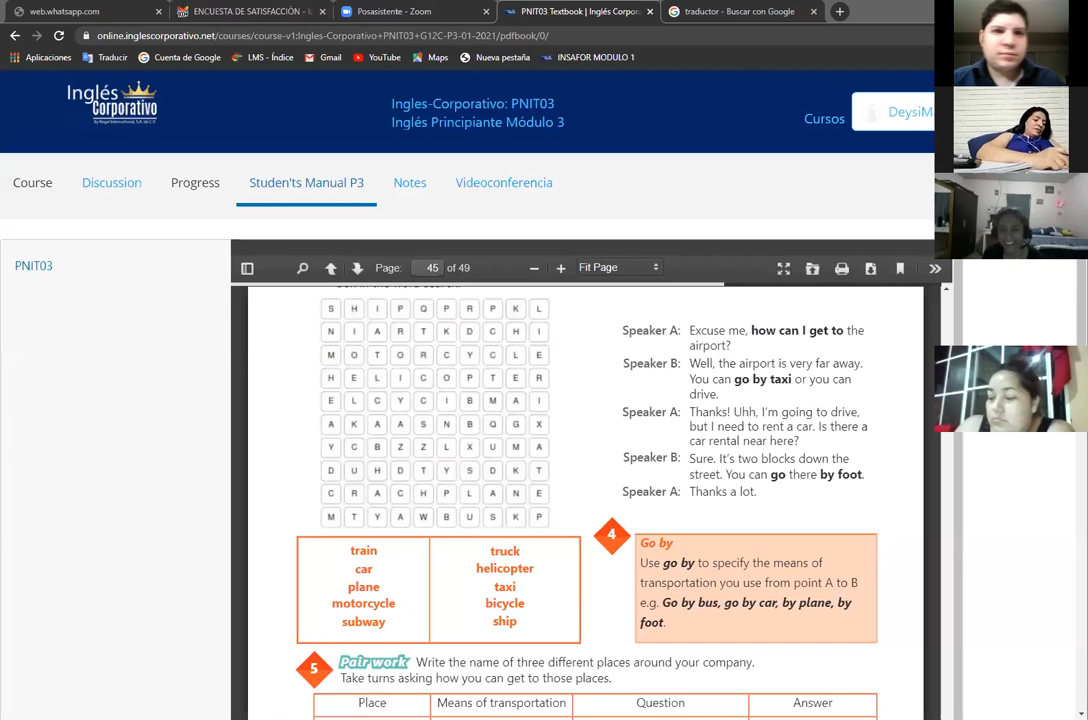 web.whatsapp.com
ENCUESTA DE SATISFACCIÓN - I
Posasistente - Zoom
PNIT03 Textbook | Inglés Corpor
traductor - Buscar con Google
online.inglescorporativo.net/courses/course-v1:Ingles-Corporativo+PNIT03+G12C-P3-01-2021/pdfbook/0/
Aplicaciones
Traducir
Cuenta de Google
LMS - Índice
Gmail
YouTube
Maps
Nueva pestaña
INSAFOR MODULO 1
Inglés
Corporativo
by Regal International, S.A. de C.V.
Ingles-Corporativo: PNIT03
Inglés Principiante Módulo 3
Cursos
DeysiM
Course
Discussion
Progress
Studen'ts Manual P3
Notes
Videoconferencia
PNIT03
Page: 45 of 49
Fit Page
S H I P Q P R P K L
N I A R T K D C H I
M O T O R C Y C L E
H E L I C O P T E R
E L C Y C I B M A I
A K A A S N B Q G X
Y C B Z Z L X U M A
D U H D T Y S D K T
C R A C H P L A N E
M T Y A W B U S K P
train
car
plane
motorcycle
subway
truck
helicopter
taxi
bicycle
ship
Speaker A: Excuse me, how can I get to the
airport?
Speaker B: Well, the airport is very far away.
You can go by taxi or you can
drive.
Speaker A: Thanks! Uhh, I'm going to drive,
but I need to rent a car. Is there a
car rental near here?
Speaker B: Sure. It's two blocks down the
street. You can go there by foot.
Speaker A: Thanks a lot.
4
Go by
Use go by to specify the means of
transportation you use from point A to B
e.g. Go by bus, go by car, by plane, by
foot.
5
Pair work Write the name of three different places around your company.
Take turns asking how you can get to those places.
Place
Means of transportation
Question
Answer